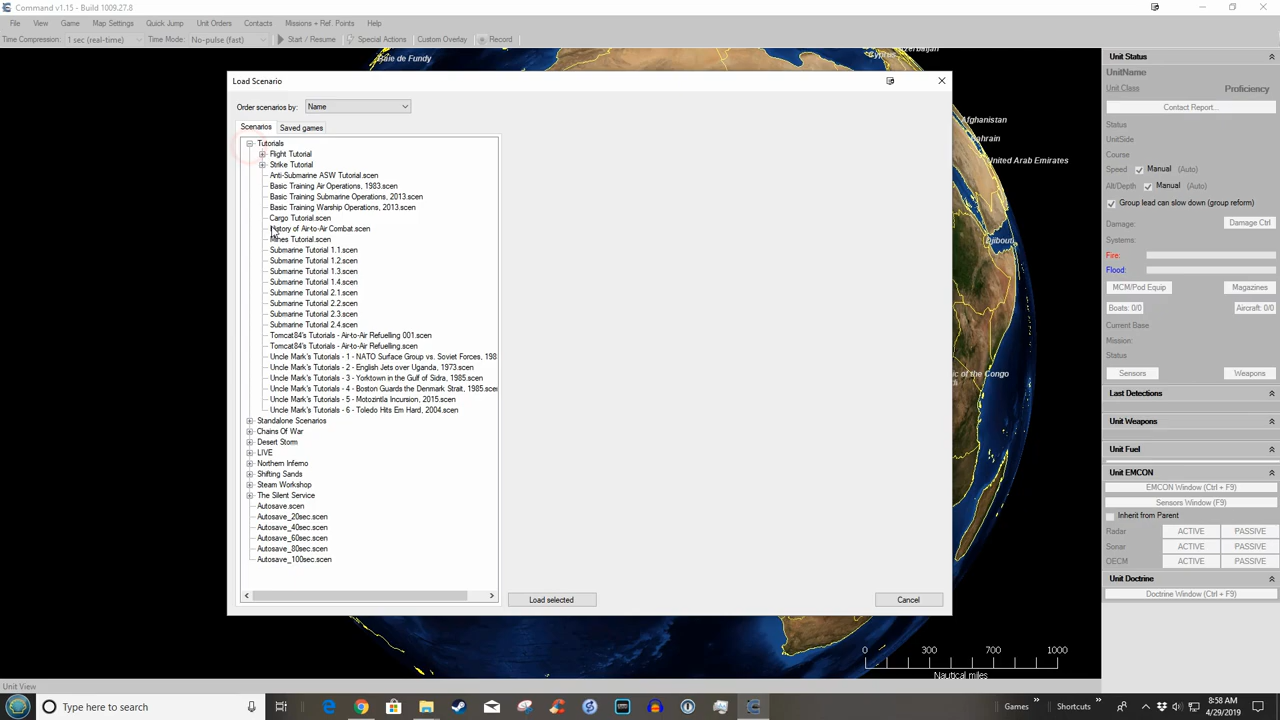 Command v1.15 - Build 1009.27.8
File View Game Map Settings Quick Jump Unit Orders Contacts Missions + Ref. Points Help
Time Compression: 1 sec (real-time) Time Mode: No-pulse (fast) Start / Resume Special Actions Custom Overlay Record
Baie de Fundy
Cyprus
Azerbaijan
Afghanistan
Bahrain
United Arab Emirates
Djibouti
ic of the Congo
Load Scenario
Order scenarios by: Name
Scenarios Saved games
Tutorials
Flight Tutorial
Strike Tutorial
Anti-Submarine ASW Tutorial.scen
Basic Training Air Operations, 1983.scen
Basic Training Submarine Operations, 2013.scen
Basic Training Warship Operations, 2013.scen
Cargo Tutorial.scen
History of Air-to-Air Combat.scen
Mines Tutorial.scen
Submarine Tutorial 1.1.scen
Submarine Tutorial 1.2.scen
Submarine Tutorial 1.3.scen
Submarine Tutorial 1.4.scen
Submarine Tutorial 2.1.scen
Submarine Tutorial 2.2.scen
Submarine Tutorial 2.3.scen
Submarine Tutorial 2.4.scen
Tomcat84's Tutorials - Air-to-Air Refuelling 001.scen
Tomcat84's Tutorials - Air-to-Air Refuelling.scen
Uncle Mark's Tutorials - 1 - NATO Surface Group vs. Soviet Forces, 198
Uncle Mark's Tutorials - 2 - English Jets over Uganda, 1973.scen
Uncle Mark's Tutorials - 3 - Yorktown in the Gulf of Sidra, 1985.scen
Uncle Mark's Tutorials - 4 - Boston Guards the Denmark Strait, 1985.scen
Uncle Mark's Tutorials - 5 - Motozintla Incursion, 2015.scen
Uncle Mark's Tutorials - 6 - Toledo Hits Em Hard, 2004.scen
Standalone Scenarios
Chains Of War
Desert Storm
LIVE
Northern Inferno
Shifting Sands
Steam Workshop
The Silent Service
Autosave.scen
Autosave_20sec.scen
Autosave_40sec.scen
Autosave_60sec.scen
Autosave_80sec.scen
Autosave_100sec.scen
Load selected Cancel
0 300 700 1000
Nautical miles
Unit Status
UnitName
Unit Class Proficiency
Contact Report...
Status
UnitSide
Course:
Speed Manual (Auto)
Alt/Depth Manual (Auto)
Group lead can slow down (group reform)
Damage: Damage Ctrl
Systems:
Fire:
Flood:
MCM/Pod Equip Magazines
Boats: 0/0 Aircraft: 0/0
Current Base
Mission:
Status
Sensors Weapons
Last Detections
Unit Weapons
Unit Fuel
Unit EMCON
EMCON Window (Ctrl + F9)
Sensors Window (F9)
Inherit from Parent
Radar ACTIVE PASSIVE
Sonar ACTIVE PASSIVE
OECM ACTIVE PASSIVE
Unit Doctrine
Doctrine Window (Ctrl + F9)
Unit View
Type here to search
Games
Shortcuts
8:58 AM
4/29/2019